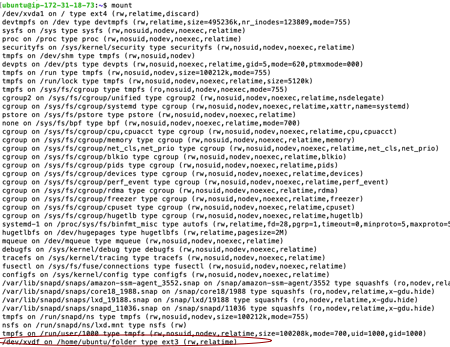 ubuntu@ip-172-31-18-73:~$ mount
/dev/xvda1 on / type ext4 (rw,relatime,discard)
devtmpfs on /dev type devtmpfs (rw,relatime,size=495236k,nr_inodes=123809,mode=755)
sysfs on /sys type sysfs (rw,nosuid,nodev,noexec,relatime)
proc on /proc type proc (rw,nosuid,nodev,noexec,relatime)
securityfs on /sys/kernel/security type securityfs (rw,nosuid,nodev,noexec,relatime)
tmpfs on /dev/shm type tmpfs (rw,nosuid,nodev)
devpts on /dev/pts type devpts (rw,nosuid,noexec,relatime,gid=5,mode=620,ptmxmode=000)
tmpfs on /run type tmpfs (rw,nosuid,nodev,size=100212k,mode=755)
tmpfs on /run/lock type tmpfs (rw,nosuid,nodev,noexec,relatime,size=5120k)
tmpfs on /sys/fs/cgroup type tmpfs (ro,nosuid,nodev,noexec,mode=755)
cgroup2 on /sys/fs/cgroup/unified type cgroup2 (rw,nosuid,nodev,noexec,relatime,nsdelegate)
cgroup on /sys/fs/cgroup/systemd type cgroup (rw,nosuid,nodev,noexec,relatime,xattr,name=systemd)
pstore on /sys/fs/pstore type pstore (rw,nosuid,nodev,noexec,relatime)
none on /sys/fs/bpf type bpf (rw,nosuid,nodev,noexec,relatime,mode=700)
cgroup on /sys/fs/cgroup/cpu,cpuacct type cgroup (rw,nosuid,nodev,noexec,relatime,cpu,cpuacct)
cgroup on /sys/fs/cgroup/memory type cgroup (rw,nosuid,nodev,noexec,relatime,memory)
cgroup on /sys/fs/cgroup/net_cls,net_prio type cgroup (rw,nosuid,nodev,noexec,relatime,net_cls,net_prio)
cgroup on /sys/fs/cgroup/blkio type cgroup (rw,nosuid,nodev,noexec,relatime,blkio)
cgroup on /sys/fs/cgroup/pids type cgroup (rw,nosuid,nodev,noexec,relatime,pids)
cgroup on /sys/fs/cgroup/devices type cgroup (rw,nosuid,nodev,noexec,relatime,devices)
cgroup on /sys/fs/cgroup/perf_event type cgroup (rw,nosuid,nodev,noexec,relatime,perf_event)
cgroup on /sys/fs/cgroup/rdma type cgroup (rw,nosuid,nodev,noexec,relatime,rdma)
cgroup on /sys/fs/cgroup/freezer type cgroup (rw,nosuid,nodev,noexec,relatime,freezer)
cgroup on /sys/fs/cgroup/cpuset type cgroup (rw,nosuid,nodev,noexec,relatime,cpuset)
cgroup on /sys/fs/cgroup/hugetlb type cgroup (rw,nosuid,nodev,noexec,relatime,hugetlb)
systemd-1 on /proc/sys/fs/binfmt_misc type autofs (rw,relatime,fd=28,pgrp=1,timeout=0,minproto=5,maxproto=5
hugetlbfs on /dev/hugepages type hugetlbfs (rw,relatime,pagesize=2M)
mqueue on /dev/mqueue type mqueue (rw,nosuid,nodev,noexec,relatime)
debugfs on /sys/kernel/debug type debugfs (rw,nosuid,nodev,noexec,relatime)
tracefs on /sys/kernel/tracing type tracefs (rw,nosuid,nodev,noexec,relatime)
fusectl on /sys/fs/fuse/connections type fusectl (rw,nosuid,nodev,noexec,relatime)
configfs on /sys/kernel/config type configfs (rw,nosuid,nodev,noexec,relatime)
/var/lib/snapd/snaps/amazon-ssm-agent_3552.snap on /snap/amazon-ssm-agent/3552 type squashfs (ro,nodev,relat
/var/lib/snapd/snaps/core18_1988.snap on /snap/core18/1988 type squashfs (ro,nodev,relatime,x-gdu.hide)
/var/lib/snapd/snaps/lxd_19188.snap on /snap/lxd/19188 type squashfs (ro,nodev,relatime,x-gdu.hide)
/var/lib/snapd/snaps/snapd_11036.snap on /snap/snapd/11036 type squashfs (ro,nodev,relatime,x-gdu.hide)
tmpfs on /run/snapd/ns type tmpfs (rw,nosuid,nodev,size=100212k,mode=755)
nsfs on /run/snapd/ns/lxd.mnt type nsfs (rw)
tmpfs on /run/user/1000 type tmpfs (rw,nosuid,nodev,relatime,size=100208k,mode=700,uid=1000,gid=1000)
/dev/xvdf on /home/ubuntu/folder type ext3 (rw,relatime)